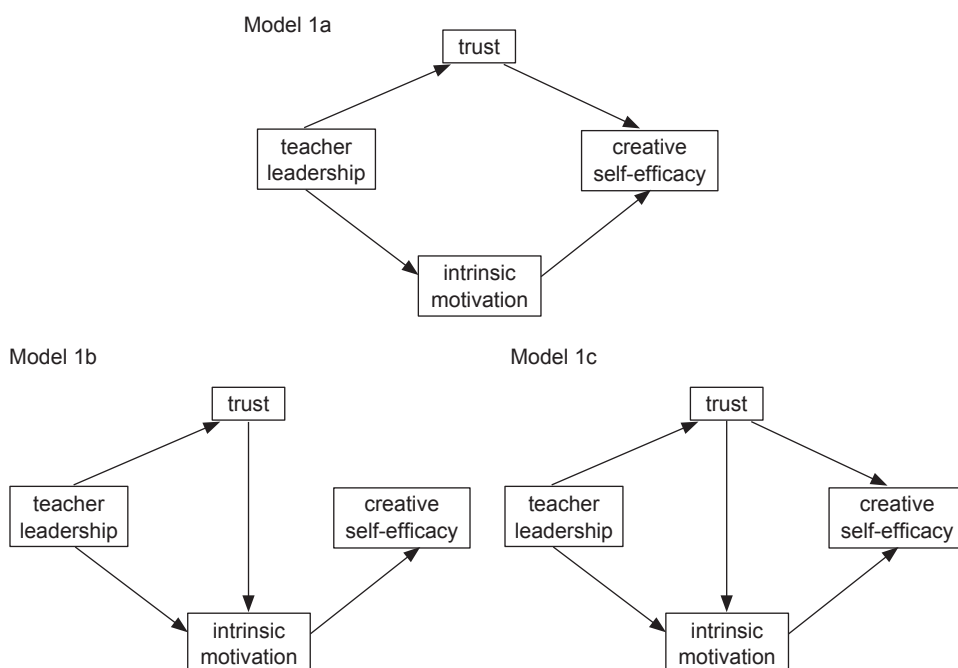 Model 1a
trust
teacher
leadership
creative
self-efficacy
intrinsic
motivation
Model 1b
trust
teacher
leadership
creative
self-efficacy
intrinsic
motivation
Model 1c
trust
teacher
leadership
creative
self-efficacy
intrinsic
motivation